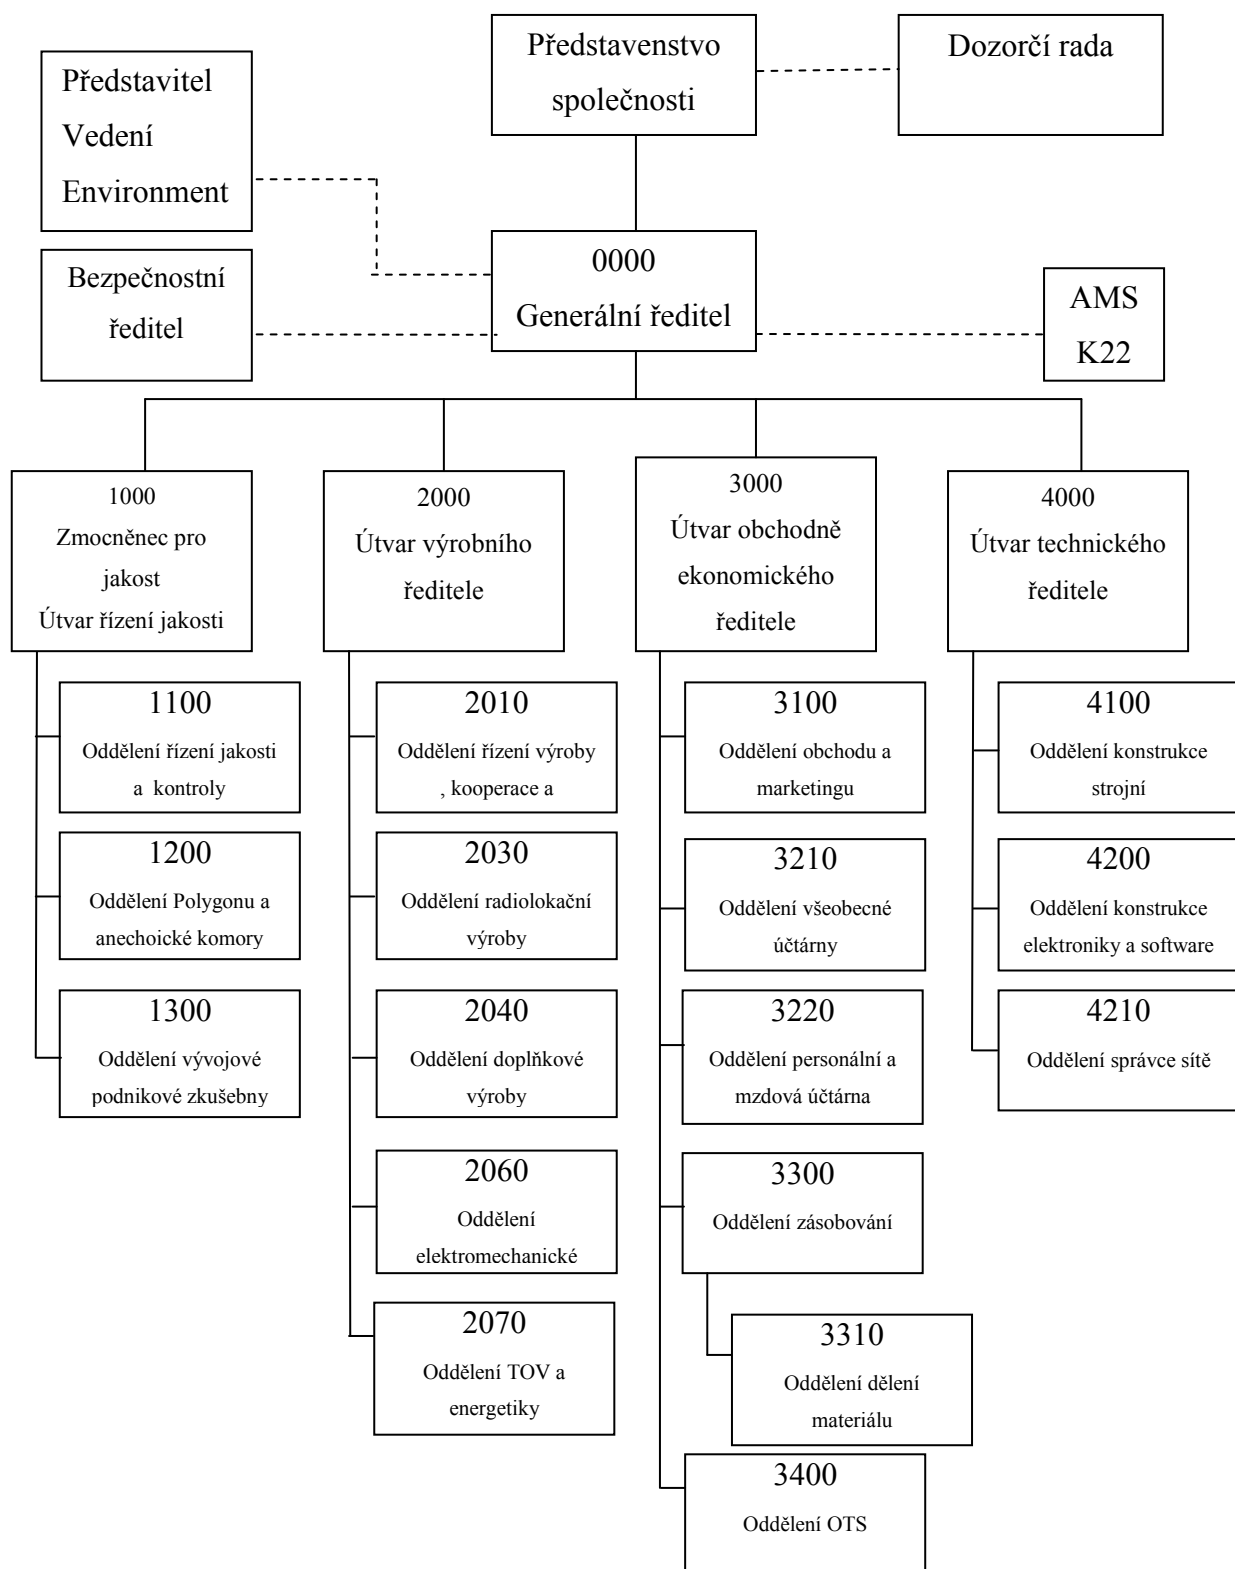 Představenstvo
společnosti
Dozorčí rada
Představitel
Vedení
Environment
0000
Generální ředitel
Bezpečnostní
ředitel
AMS
K22
1000
Zmocněnec pro
jakost
Útvar řízení jakosti
2000
Útvar výrobního
ředitele
3000
Útvar obchodně
ekonomického
ředitele
4000
Útvar technického
ředitele
1100
Oddělení řízení jakosti
a kontroly
1200
Oddělení Polygonu a
anechoické komory
1300
Oddělení vývojové
podnikové zkušebny
2010
Oddělení řízení výroby
, kooperace a
2030
Oddělení radiolokační
výroby
2040
Oddělení doplňkové
výroby
2060
Oddělení
elektromechanické
2070
Oddělení TOV a
energetiky
3100
Oddělení obchodu a
marketingu
3210
Oddělení všeobecné
účtárny
3220
Oddělení personální a
mzdová účtárna
3300
Oddělení zásobování
3310
Oddělení dělení
materiálu
3400
Oddělení OTS
4100
Oddělení konstrukce
strojní
4200
Oddělení konstrukce
elektroniky a software
4210
Oddělení správce sítě